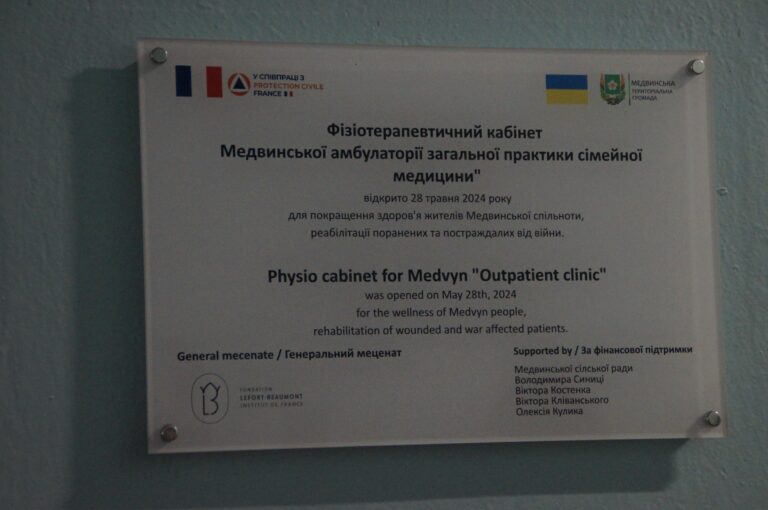 У СПІВПРАЦІ З
PROTECTION CIVILE
FRANCE
МЕДВИНСЬКА
ТЕРИТОРІАЛЬНА
ГРОМАДА
Фізіотерапевтичний кабінет
Медвинської амбулаторії загальної практики сімейної
медицини"
відкрито 28 травня 2024 року
для покращення здоров'я жителів Медвинської спільноти,
реабілітації поранених та постраждалих від війни.
Physio cabinet for Medvyn "Outpatient clinic"
was opened on May 28th, 2024
for the wellness of Medvyn people,
rehabilitation of wounded and war affected patients.
General mecenate / Генеральний меценат
FONDATION
LEFORT-BEAUMONT
INSTITUT DE FRANCE
Supported by / За фінансової підтримки
Медвинської сілської ради
Володимира Синиці
Віктора Костенка
Віктора Кліванського
Олексія Кулика